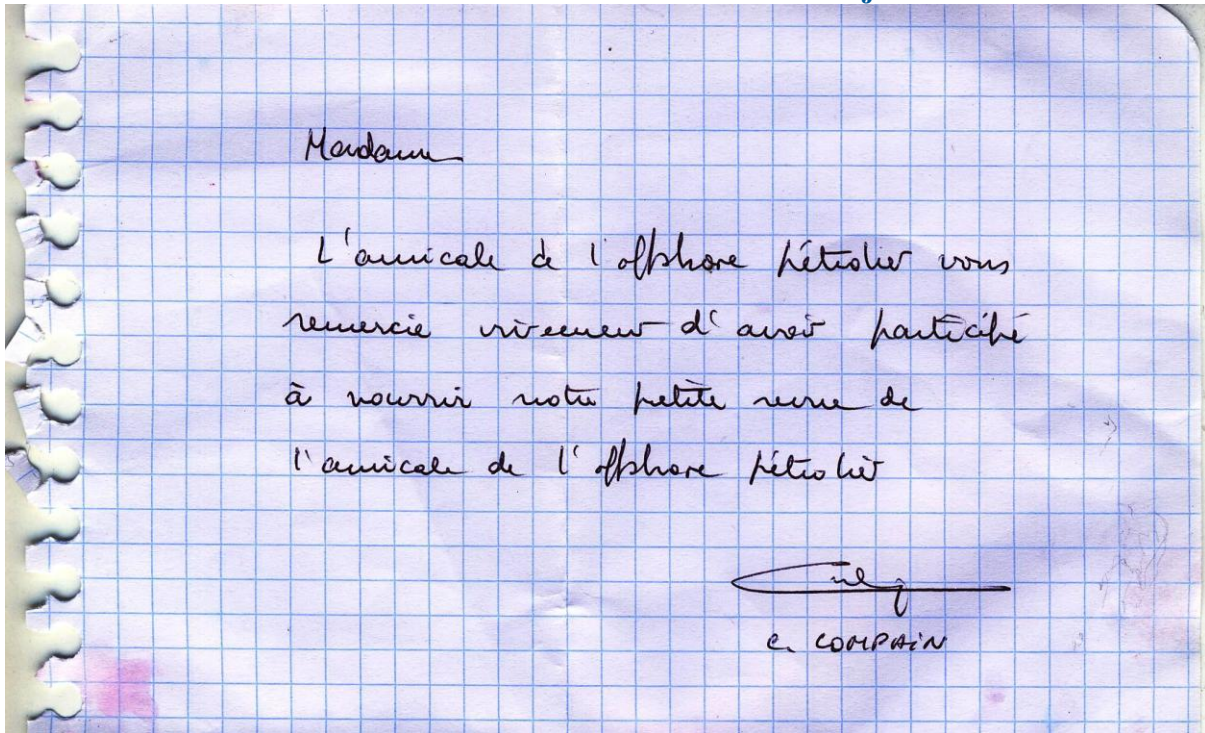 Madame
L'amicale de l'offshore pétrolier vous
remercie vivement d'avoir participé
à nourrir notre petite revue de
l'amicale de l'offshore pétrolier
C. COMPAIN